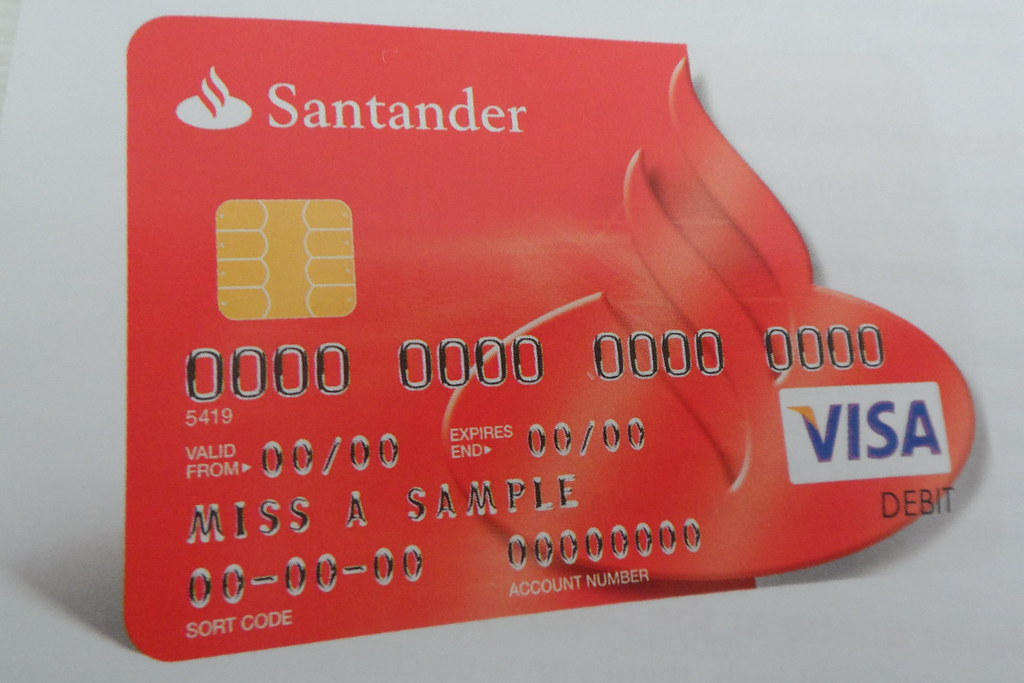 Santander
0000 0000 0000 0000
5419
VALID FROM▸ 00/00 EXPIRES END▸ 00/00
MISS A SAMPLE
VISA
DEBIT
00-00-00 00000000
SORT CODE ACCOUNT NUMBER